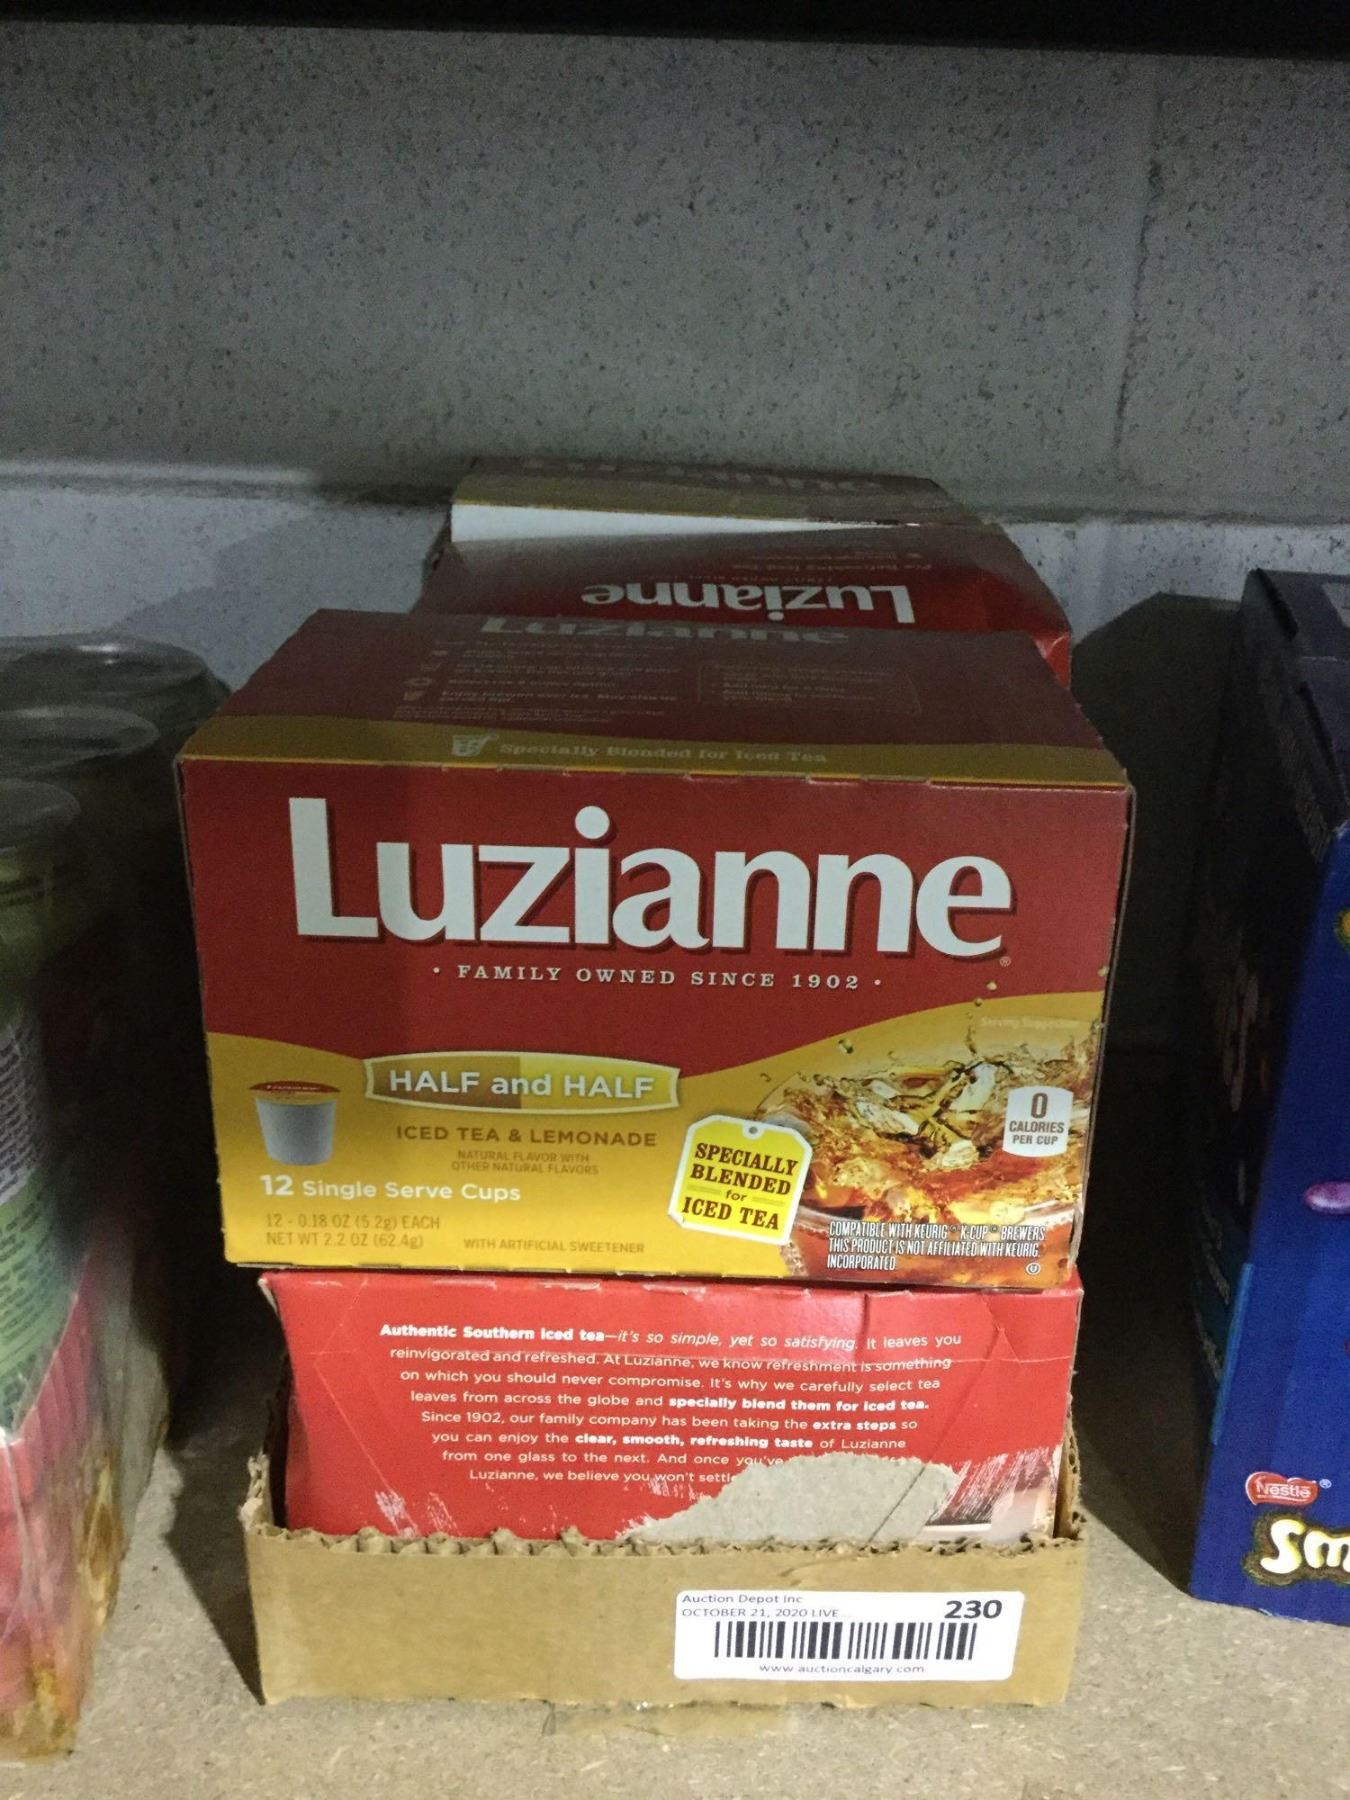 Luzianne
Luzianne
Specially Blended for Iced Tea
Luzianne®
• FAMILY OWNED SINCE 1902 •
Serving Suggestion
HALF and HALF
ICED TEA & LEMONADE
NATURAL FLAVOR WITH
OTHER NATURAL FLAVORS
12 Single Serve Cups
12 - 0.18 OZ (5.2g) EACH
NET WT 2.2 OZ (62.4g)
WITH ARTIFICIAL SWEETENER
SPECIALLY
BLENDED
for
ICED TEA
0
CALORIES
PER CUP
COMPATIBLE WITH KEURIG® K-CUP® BREWERS
THIS PRODUCT IS NOT AFFILIATED WITH KEURIG,
INCORPORATED
Authentic Southern iced tea—it's so simple, yet so satisfying. It leaves you
reinvigorated and refreshed. At Luzianne, we know refreshment is something
on which you should never compromise. It's why we carefully select tea
leaves from across the globe and specially blend them for iced tea.
Since 1902, our family company has been taking the extra steps so
you can enjoy the clear, smooth, refreshing taste of Luzianne
from one glass to the next. And once you've
Luzianne, we believe you won't settle
Auction Depot Inc
OCTOBER 21, 2020 LIVE...
230
www.auctioncalgary.com
Nestlé®
Sm